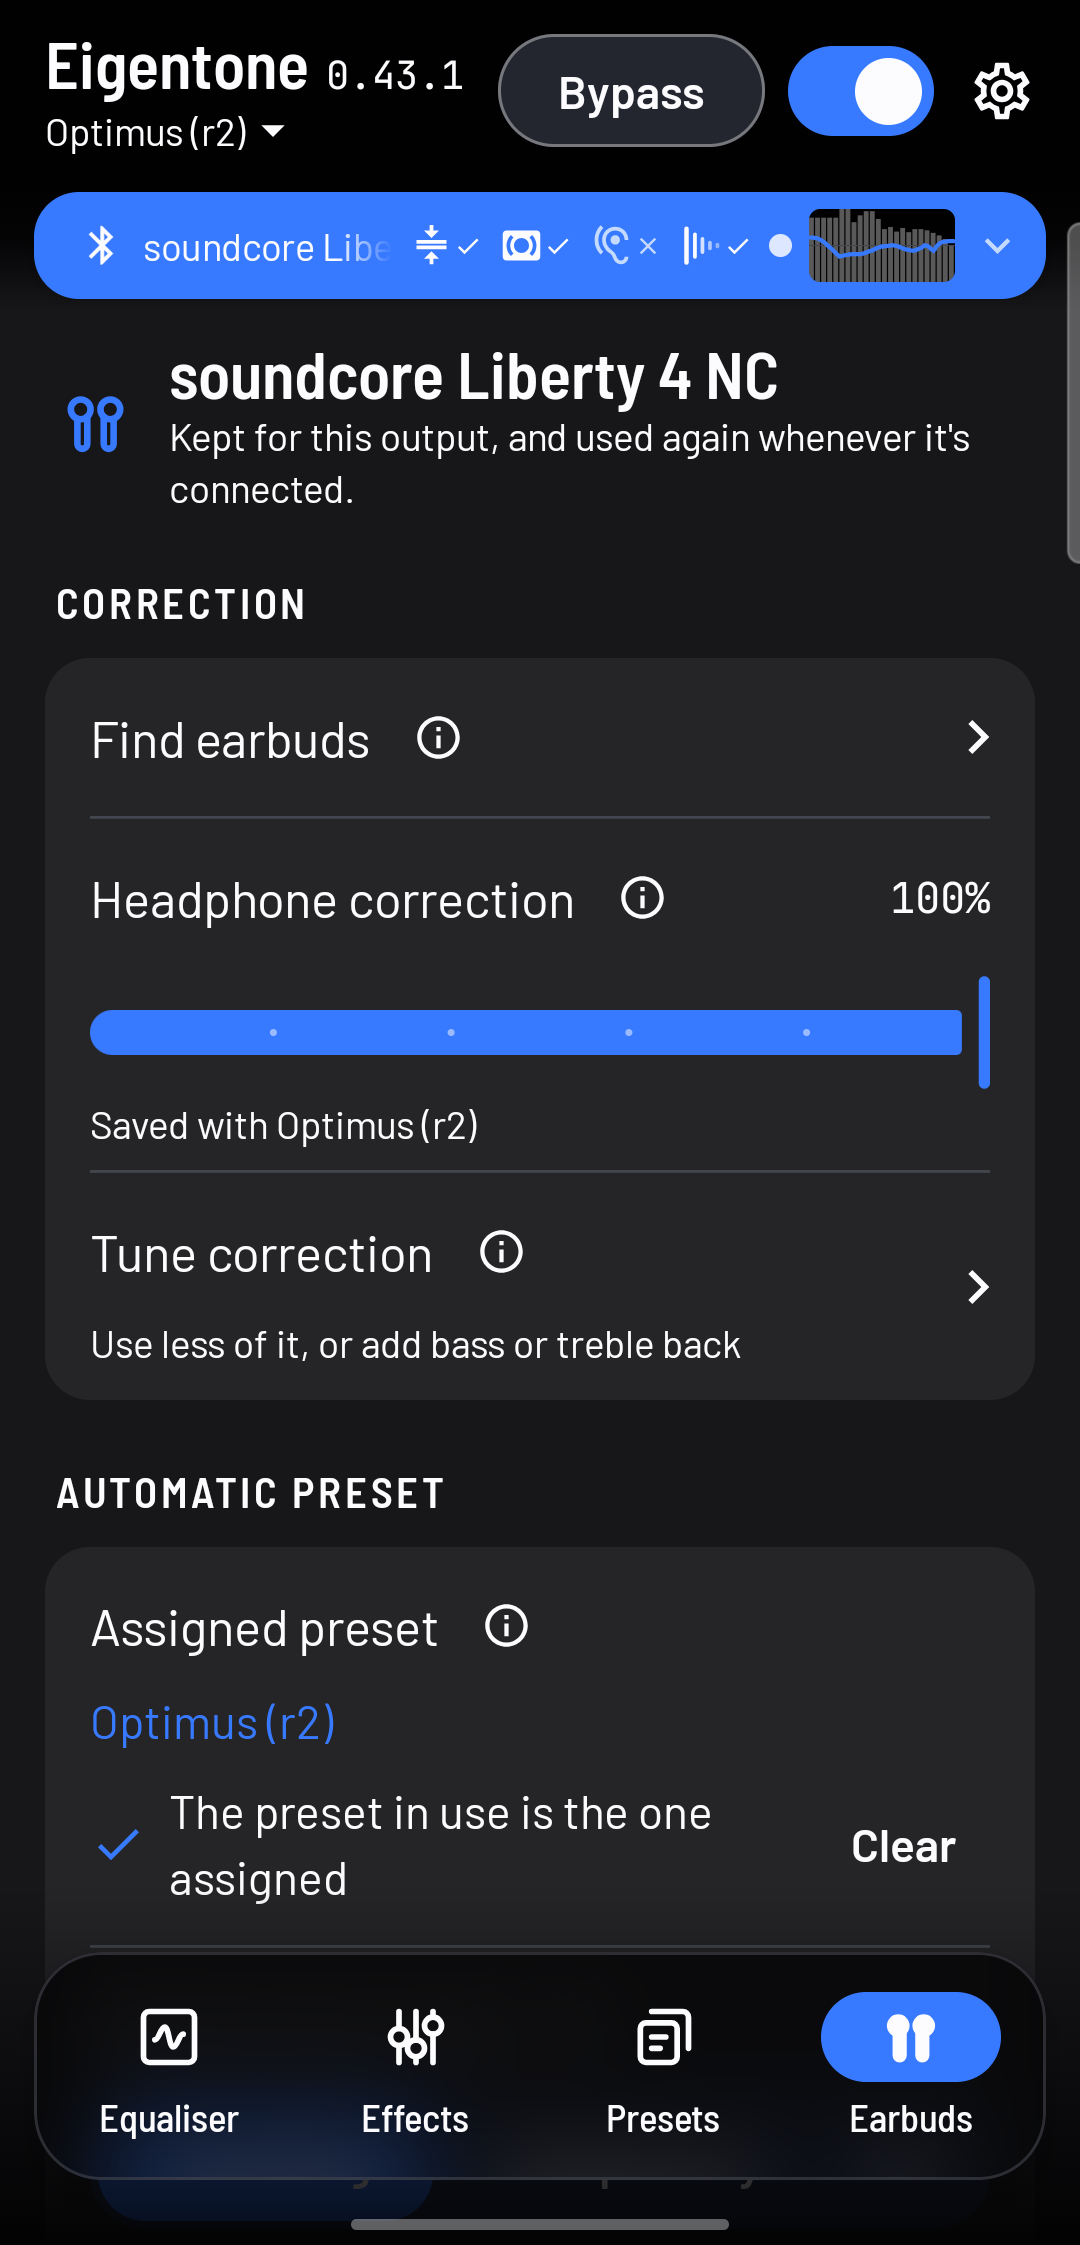 Eigentone 0.43.1
Optimus (r2)
Bypass
soundcore Libe
soundcore Liberty 4 NC
Kept for this output, and used again whenever it's
connected.
CORRECTION
Find earbuds
Headphone correction
100%
Saved with Optimus (r2)
Tune correction
Use less of it, or add bass or treble back
AUTOMATIC PRESET
Assigned preset
Optimus (r2)
The preset in use is the one
assigned
Clear
Equaliser
Effects
Presets
Earbuds